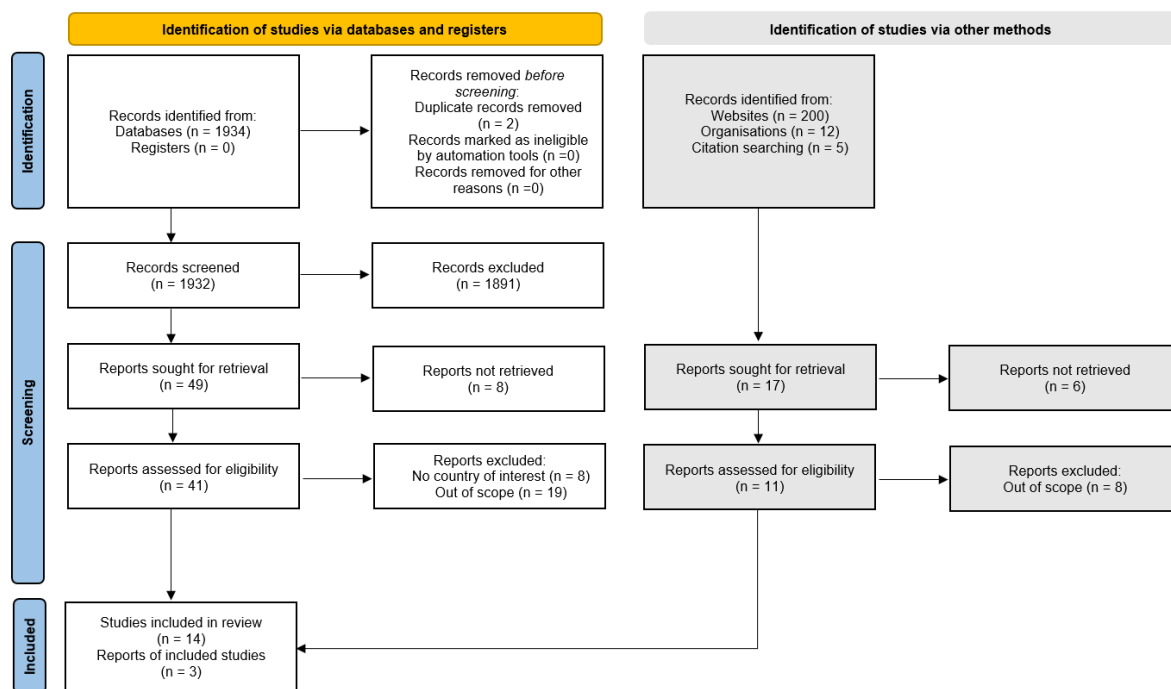 Identification of studies via databases and registers
Identification of studies via other methods
Identification
Records identified from:
Databases (n = 1934)
Registers (n = 0)
Records removed before
screening:
Duplicate records removed
(n = 2)
Records marked as ineligible
by automation tools (n =0)
Records removed for other
reasons (n =0)
Records identified from:
Websites (n = 200)
Organisations (n = 12)
Citation searching (n = 5)
Screening
Records screened
(n = 1932)
Records excluded
(n = 1891)
Reports sought for retrieval
(n = 49)
Reports not retrieved
(n = 8)
Reports sought for retrieval
(n = 17)
Reports not retrieved
(n = 6)
Reports assessed for eligibility
(n = 41)
Reports excluded:
No country of interest (n = 8)
Out of scope (n = 19)
Reports assessed for eligibility
(n = 11)
Reports excluded:
Out of scope (n = 8)
Included
Studies included in review
(n = 14)
Reports of included studies
(n = 3)